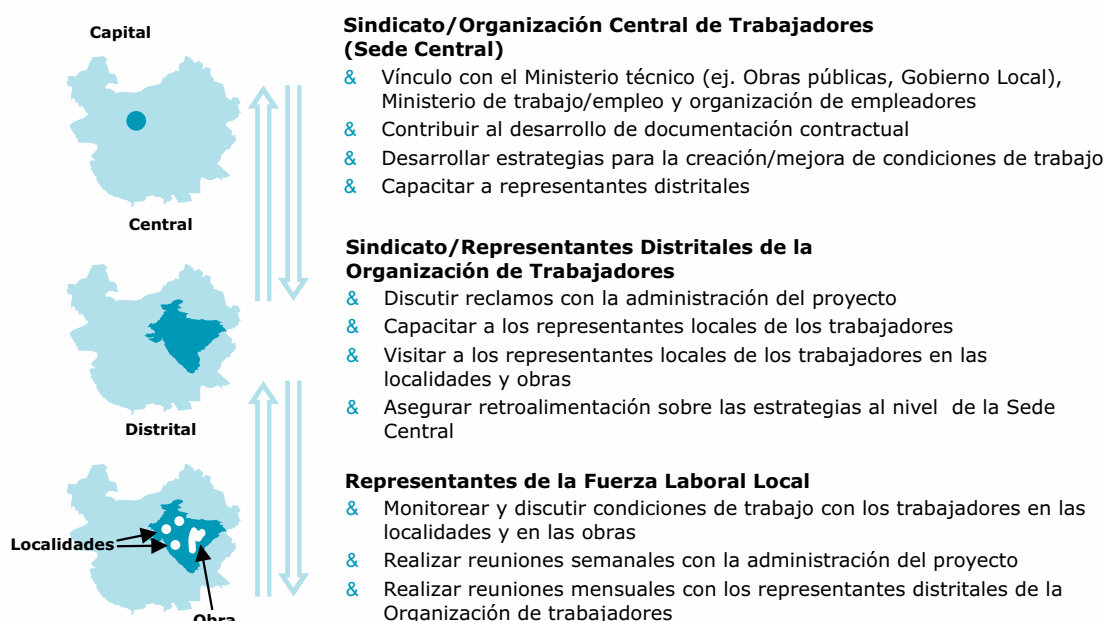 Capital
Sindicato/Organización Central de Trabajadores
(Sede Central)
& Vínculo con el Ministerio técnico (ej. Obras públicas, Gobierno Local),
Ministerio de trabajo/empleo y organización de empleadores
& Contribuir al desarrollo de documentación contractual
& Desarrollar estrategias para la creación/mejora de condiciones de trabajo
& Capacitar a representantes distritales
Central
Sindicato/Representantes Distritales de la
Organización de Trabajadores
& Discutir reclamos con la administración del proyecto
& Capacitar a los representantes locales de los trabajadores
& Visitar a los representantes locales de los trabajadores en las
localidades y obras
& Asegurar retroalimentación sobre las estrategias al nivel de la Sede
Central
Distrital
Representantes de la Fuerza Laboral Local
& Monitorear y discutir condiciones de trabajo con los trabajadores en las
localidades y en las obras
Localidades
& Realizar reuniones semanales con la administración del proyecto
& Realizar reuniones mensuales con los representantes distritales de la
Organización de trabajadores
Obra